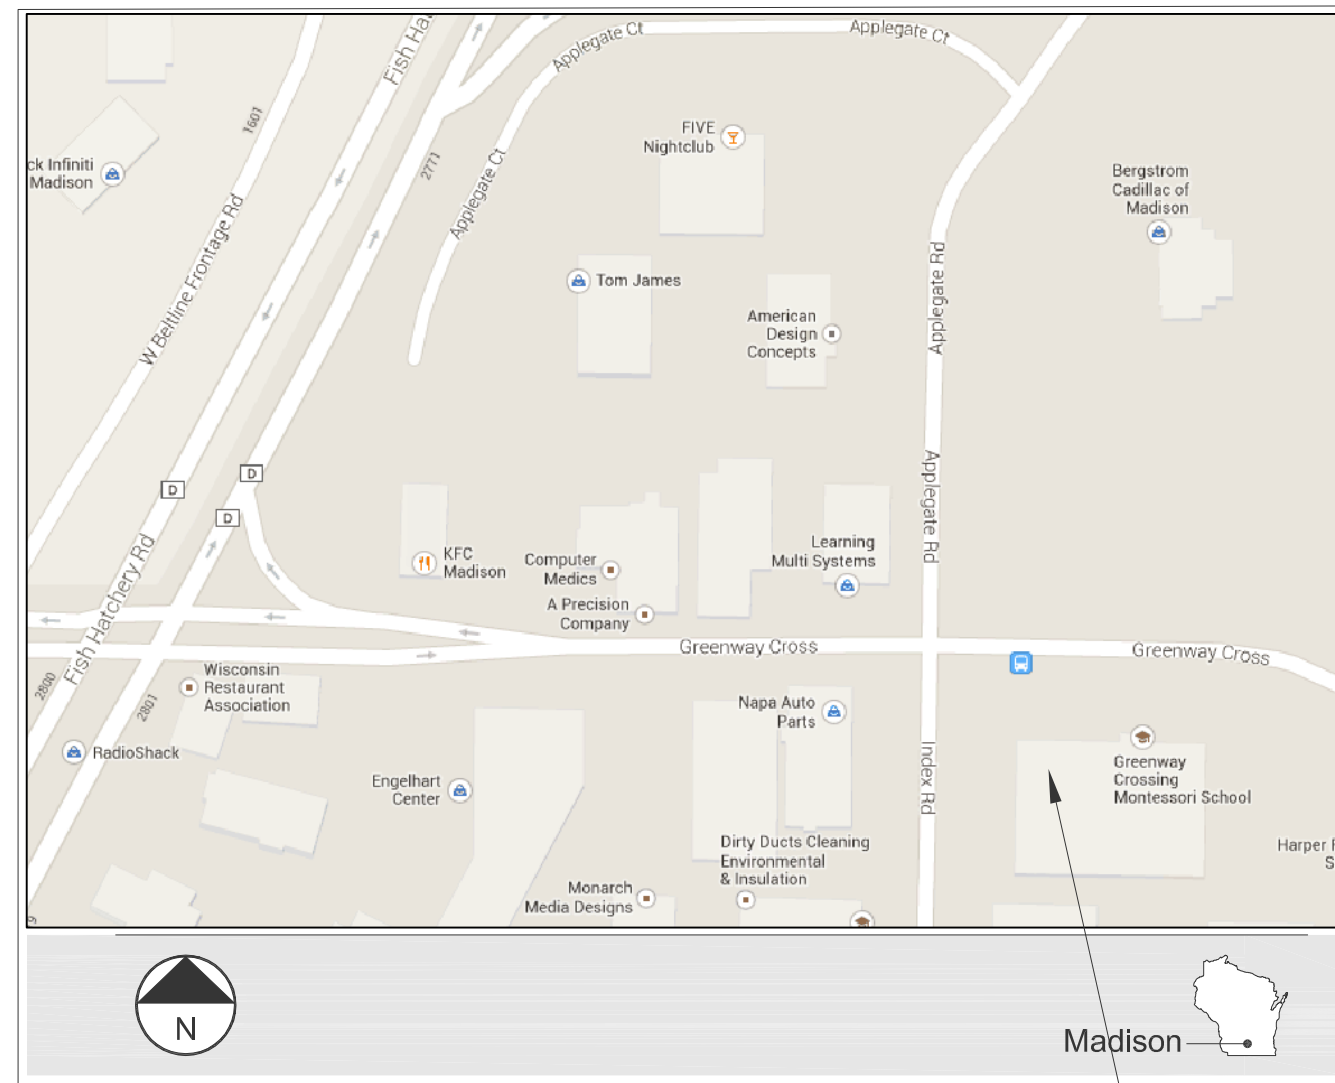 Fish Hat
Applegate Ct
Applegate Ct
1601
FIVE
Nightclub
2771
ck Infiniti
Madison
Applegate Ct
Bergstrom
Cadillac of
Madison
W Beltline Frontage Rd
Tom James
Applegate Rd
American
Design
Concepts
D
D
D
Applegate Rd
Fish Hatchery Rd
KFC
Madison
Computer
Medics
Learning
Multi Systems
A Precision
Company
Greenway Cross
Greenway Cross
2800
2801
Wisconsin
Restaurant
Association
Napa Auto
Parts
RadioShack
Engelhart
Center
Index Rd
Greenway
Crossing
Montessori School
Dirty Ducts Cleaning
Environmental
& Insulation
Harper
S
Monarch
Media Designs
9
N
Madison